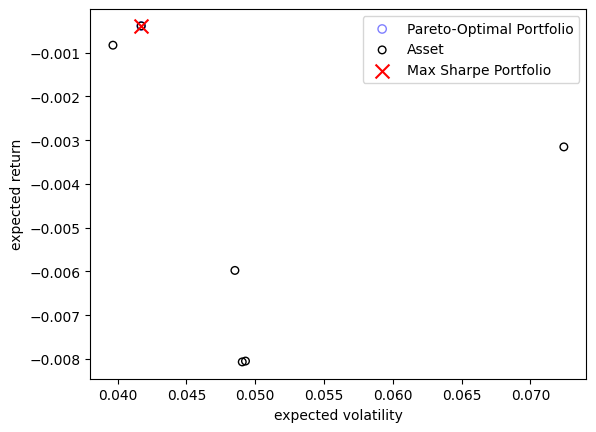 Pareto-Optimal Portfolio
Asset
Max Sharpe Portfolio
−0.001
−0.002
−0.003
−0.004
−0.005
−0.006
−0.007
−0.008
expected return
0.040 0.045 0.050 0.055 0.060 0.065 0.070
expected volatility